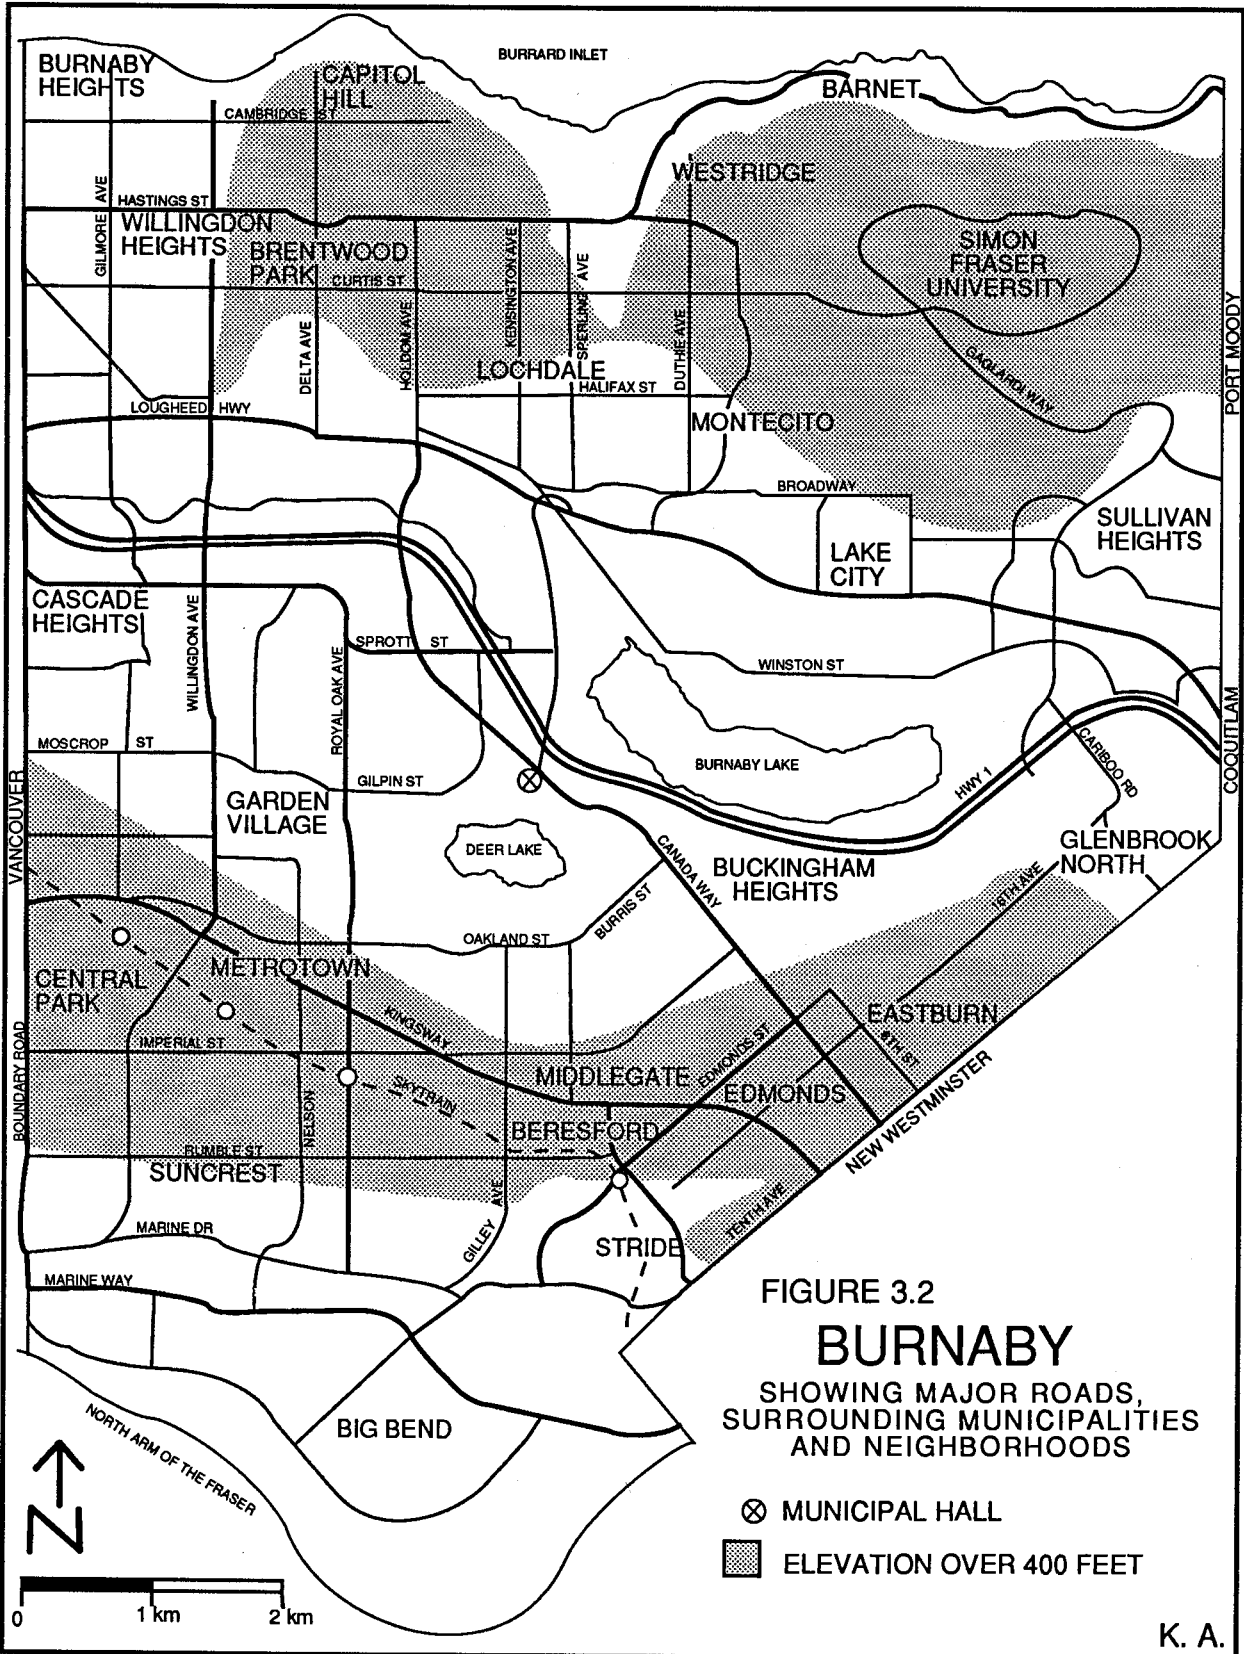 BURRARD INLET
BURNABY
HEIGHTS
CAPITOL
HILL
BARNET
CAMBRIDGE ST
WESTRIDGE
GILMORE AVE
HASTINGS ST
WILLINGDON
HEIGHTS
BRENTWOOD
PARK
CURTIS ST
KENSINGTON AVE
SPERLING AVE
SIMON
FRASER
UNIVERSITY
DELTA AVE
HOLDOM AVE
DUTHIE AVE
GAGLARDI WAY
PORT MOODY
LOCHDALE
HALIFAX ST
LOUGHEED HWY
MONTECITO
BROADWAY
SULLIVAN
HEIGHTS
LAKE
CITY
CASCADE
HEIGHTS
WILLINGDON AVE
SPROTT ST
ROYAL OAK AVE
WINSTON ST
MOSCROP ST
GILPIN ST
BURNABY LAKE
HWY 1
CARIBOO RD
COQUITLAM
VANCOUVER
GARDEN
VILLAGE
DEER LAKE
CANADA WAY
BUCKINGHAM
HEIGHTS
GLENBROOK
NORTH
16TH AVE
BURRIS ST
OAKLAND ST
CENTRAL
PARK
METROTOWN
KINGSWAY
EASTBURN
6TH ST
IMPERIAL ST
EDMONDS ST
MIDDLEGATE
EDMONDS
BOUNDARY ROAD
NELSON
SKYTRAIN
BERESFORD
NEW WESTMINSTER
RUMBLE ST
SUNCREST
GILLEY AVE
TENTH AVE
MARINE DR
STRIDE
MARINE WAY
BIG BEND
NORTH ARM OF THE FRASER
FIGURE 3.2
BURNABY
SHOWING MAJOR ROADS,
SURROUNDING MUNICIPALITIES
AND NEIGHBORHOODS
MUNICIPAL HALL
ELEVATION OVER 400 FEET
N
0 1 km 2 km
K. A.